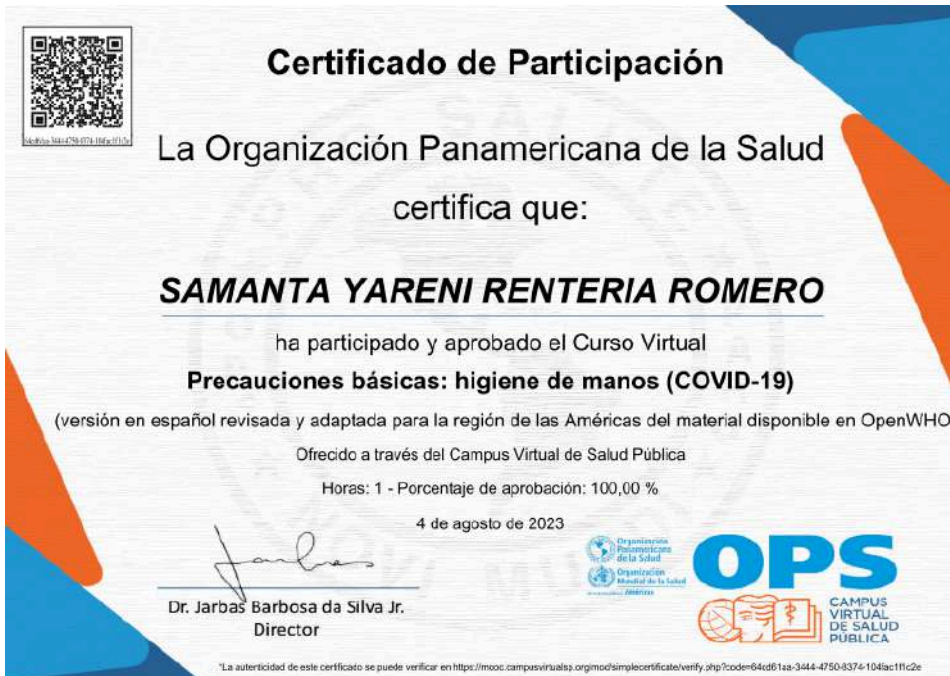 Certificado de Participación
La Organización Panamericana de la Salud
certifica que:
SAMANTA YARENI RENTERIA ROMERO
ha participado y aprobado el Curso Virtual
Precauciones básicas: higiene de manos (COVID-19)
(versión en español revisada y adaptada para la región de las Américas del material disponible en OpenWHO
Ofrecido a través del Campus Virtual de Salud Pública
Horas: 1 - Porcentaje de aprobación: 100,00 %
4 de agosto de 2023
Organización
Panamericana
de la Salud
Organización
Mundial de la Salud
Américas
OPS
CAMPUS
VIRTUAL
DE SALUD
PÚBLICA
Dr. Jarbas Barbosa da Silva Jr.
Director
*La autenticidad de este certificado se puede verificar en https://mooc.campusvirtualsp.org/mod/simplecertificate/verify.php?code=64cd61aa-3444-4750-8374-104fac1f1c2e